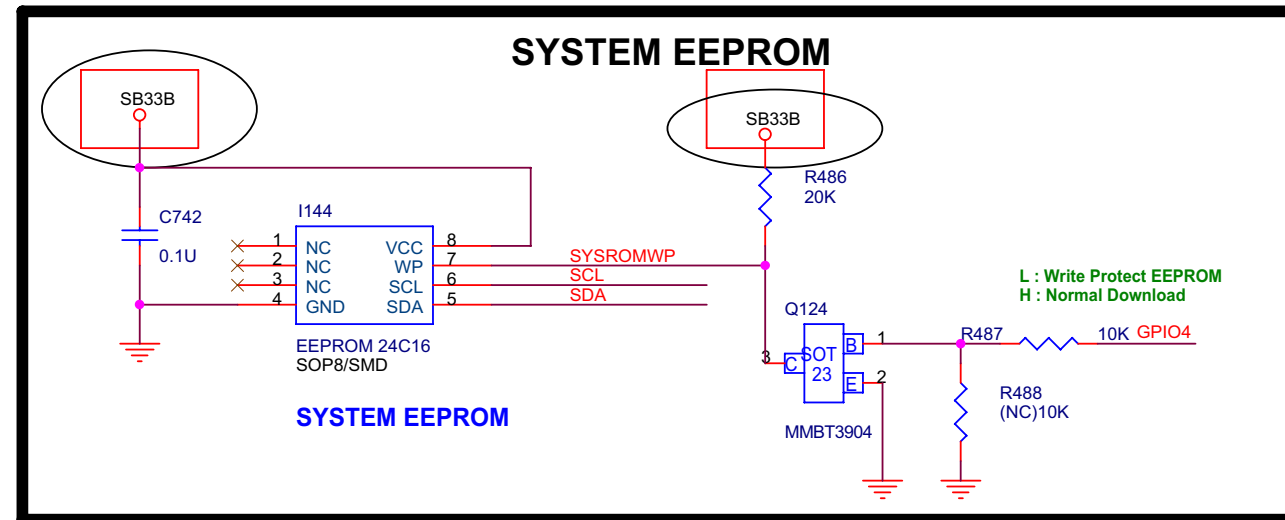 SYSTEM EEPROM
SB33B
SB33B
R486
20K
C742
0.1U
I144
1 NC VCC 8
2 NC WP 7 SYSROMWP
3 NC SCL 6 SCL
4 GND SDA 5 SDA
EEPROM 24C16
SOP8/SMD
SYSTEM EEPROM
L : Write Protect EEPROM
H : Normal Download
Q124
3 C SOT 23 B 1
E 2
MMBT3904
R487 10K GPIO4
R488
(NC)10K